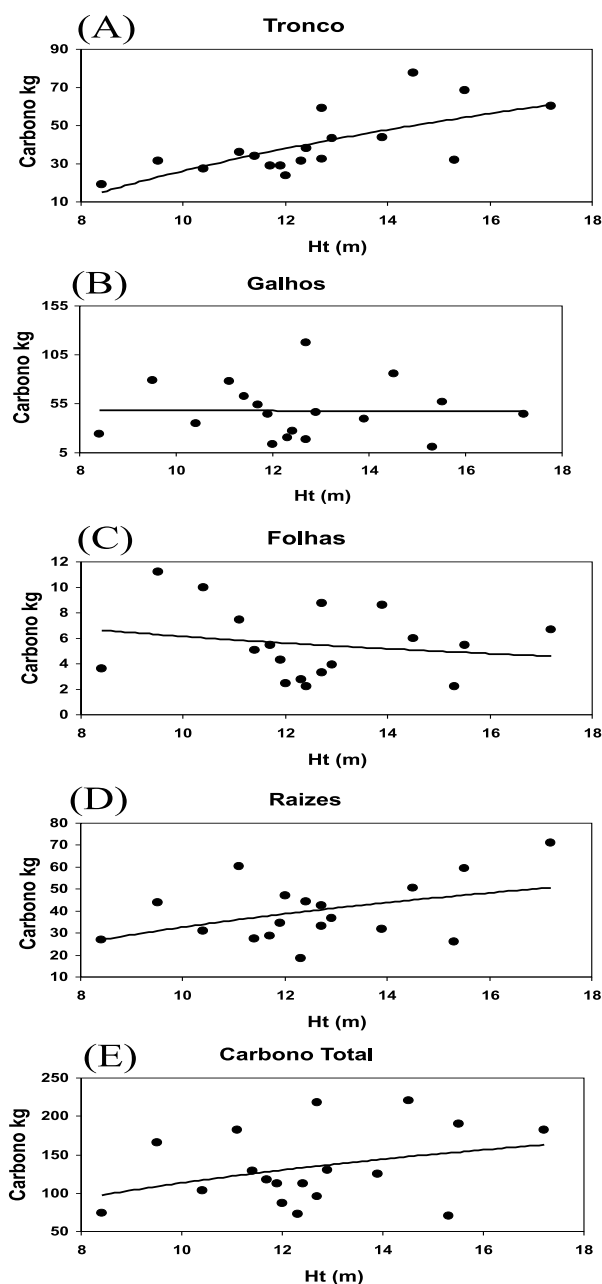 (A)
Tronco
90
70
50
30
10
Carbono kg
8 10 12 14 16 18
Ht (m)
(B)
Galhos
155
105
55
5
Carbono kg
8 10 12 14 16 18
Ht (m)
(C)
Folhas
12
10
8
6
4
2
0
Carbono kg
8 10 12 14 16 18
Ht (m)
(D)
Raizes
80
70
60
50
40
30
20
10
Carbono kg
8 10 12 14 16 18
Ht (m)
(E)
Carbono Total
250
200
150
100
50
Carbono kg
8 10 12 14 16 18
Ht (m)